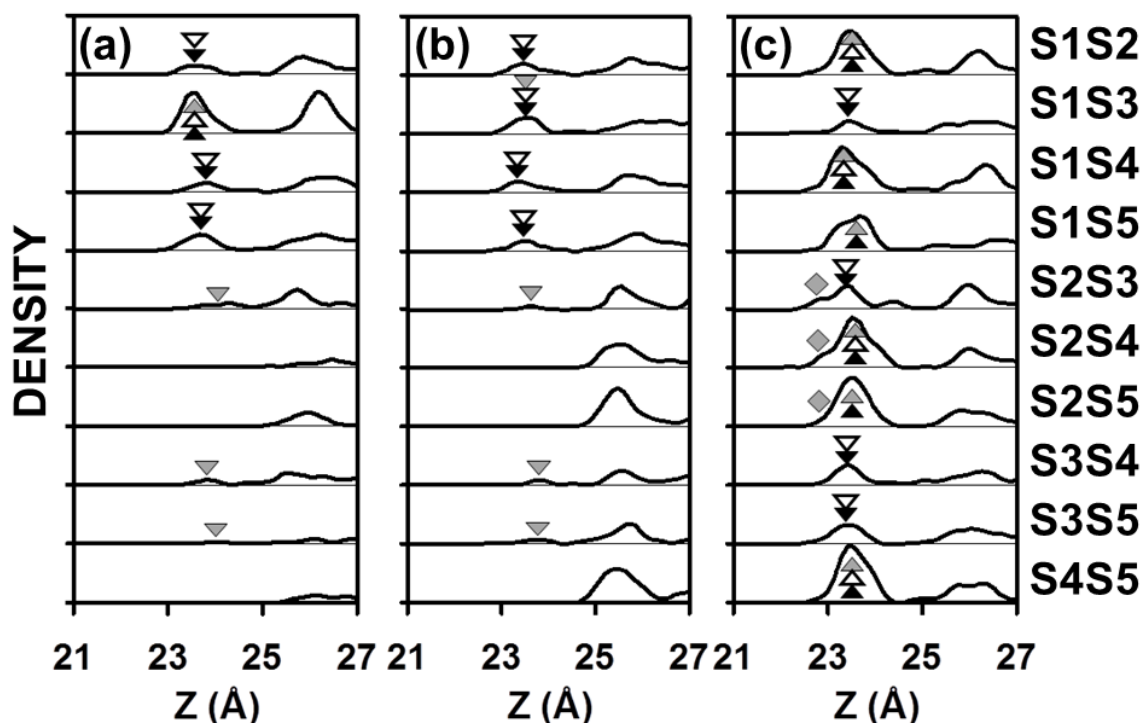 (a) (b) (c)
S1S2
S1S3
S1S4
S1S5
S2S3
S2S4
S2S5
S3S4
S3S5
S4S5
DENSITY
21 23 25 27 21 23 25 27 21 23 25 27
Z (Å) Z (Å) Z (Å)